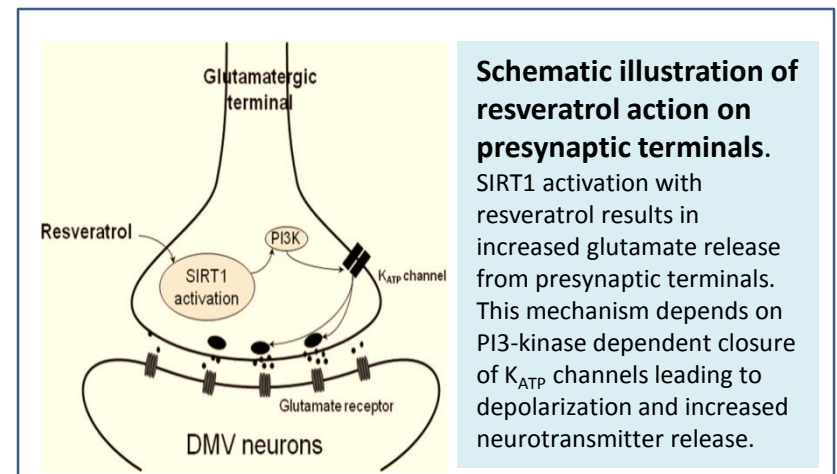 Glutamatergic
terminal
Resveratrol
PI3K
SIRT1
activation
K_ATP channel
Glutamate receptor
DMV neurons
Schematic illustration of
resveratrol action on
presynaptic terminals.
SIRT1 activation with
resveratrol results in
increased glutamate release
from presynaptic terminals.
This mechanism depends on
PI3-kinase dependent closure
of K_ATP channels leading to
depolarization and increased
neurotransmitter release.